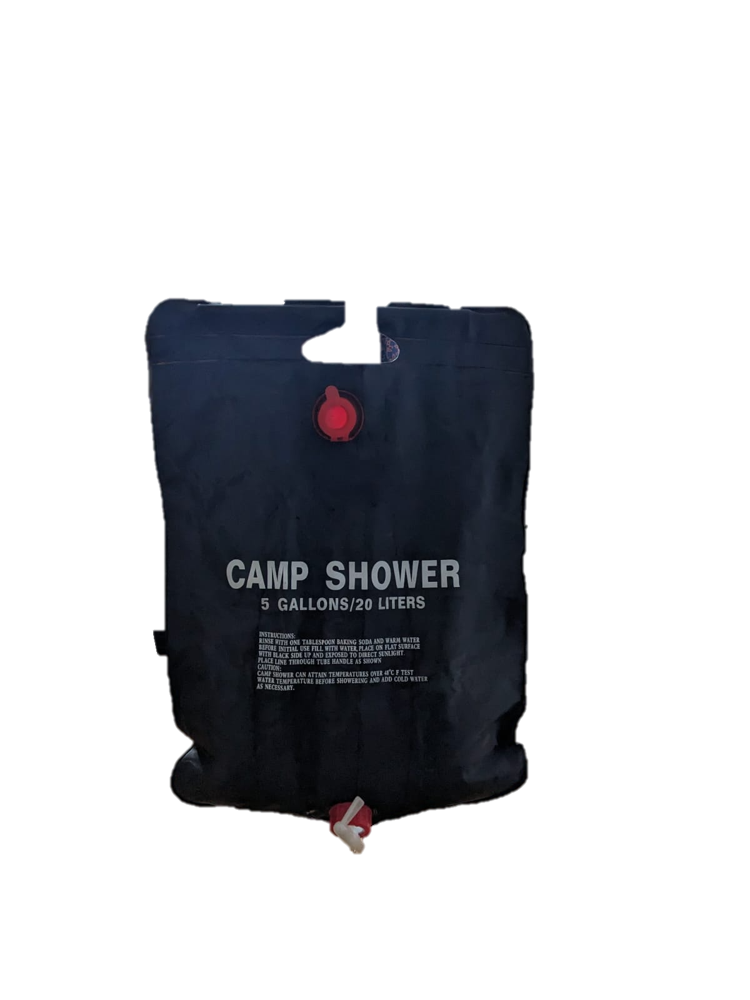 CAMP SHOWER
5 GALLONS/20 LITERS
INSTRUCTIONS:
RINSE WITH ONE TABLESPOON BAKING SODA AND WARM WATER
BEFORE INITIAL USE FILL WITH WATER, PLACE ON FLAT SURFACE
WITH BLACK SIDE UP AND EXPOSED TO DIRECT SUNLIGHT.
PLACE LINE THROUGH TUBE HANDLE AS SHOWN
CAUTION:
CAMP SHOWER CAN ATTAIN TEMPERATURES OVER 48°C F TEST
WATER TEMPERATURE BEFORE SHOWERING AND ADD COLD WATER
AS NECESSARY.